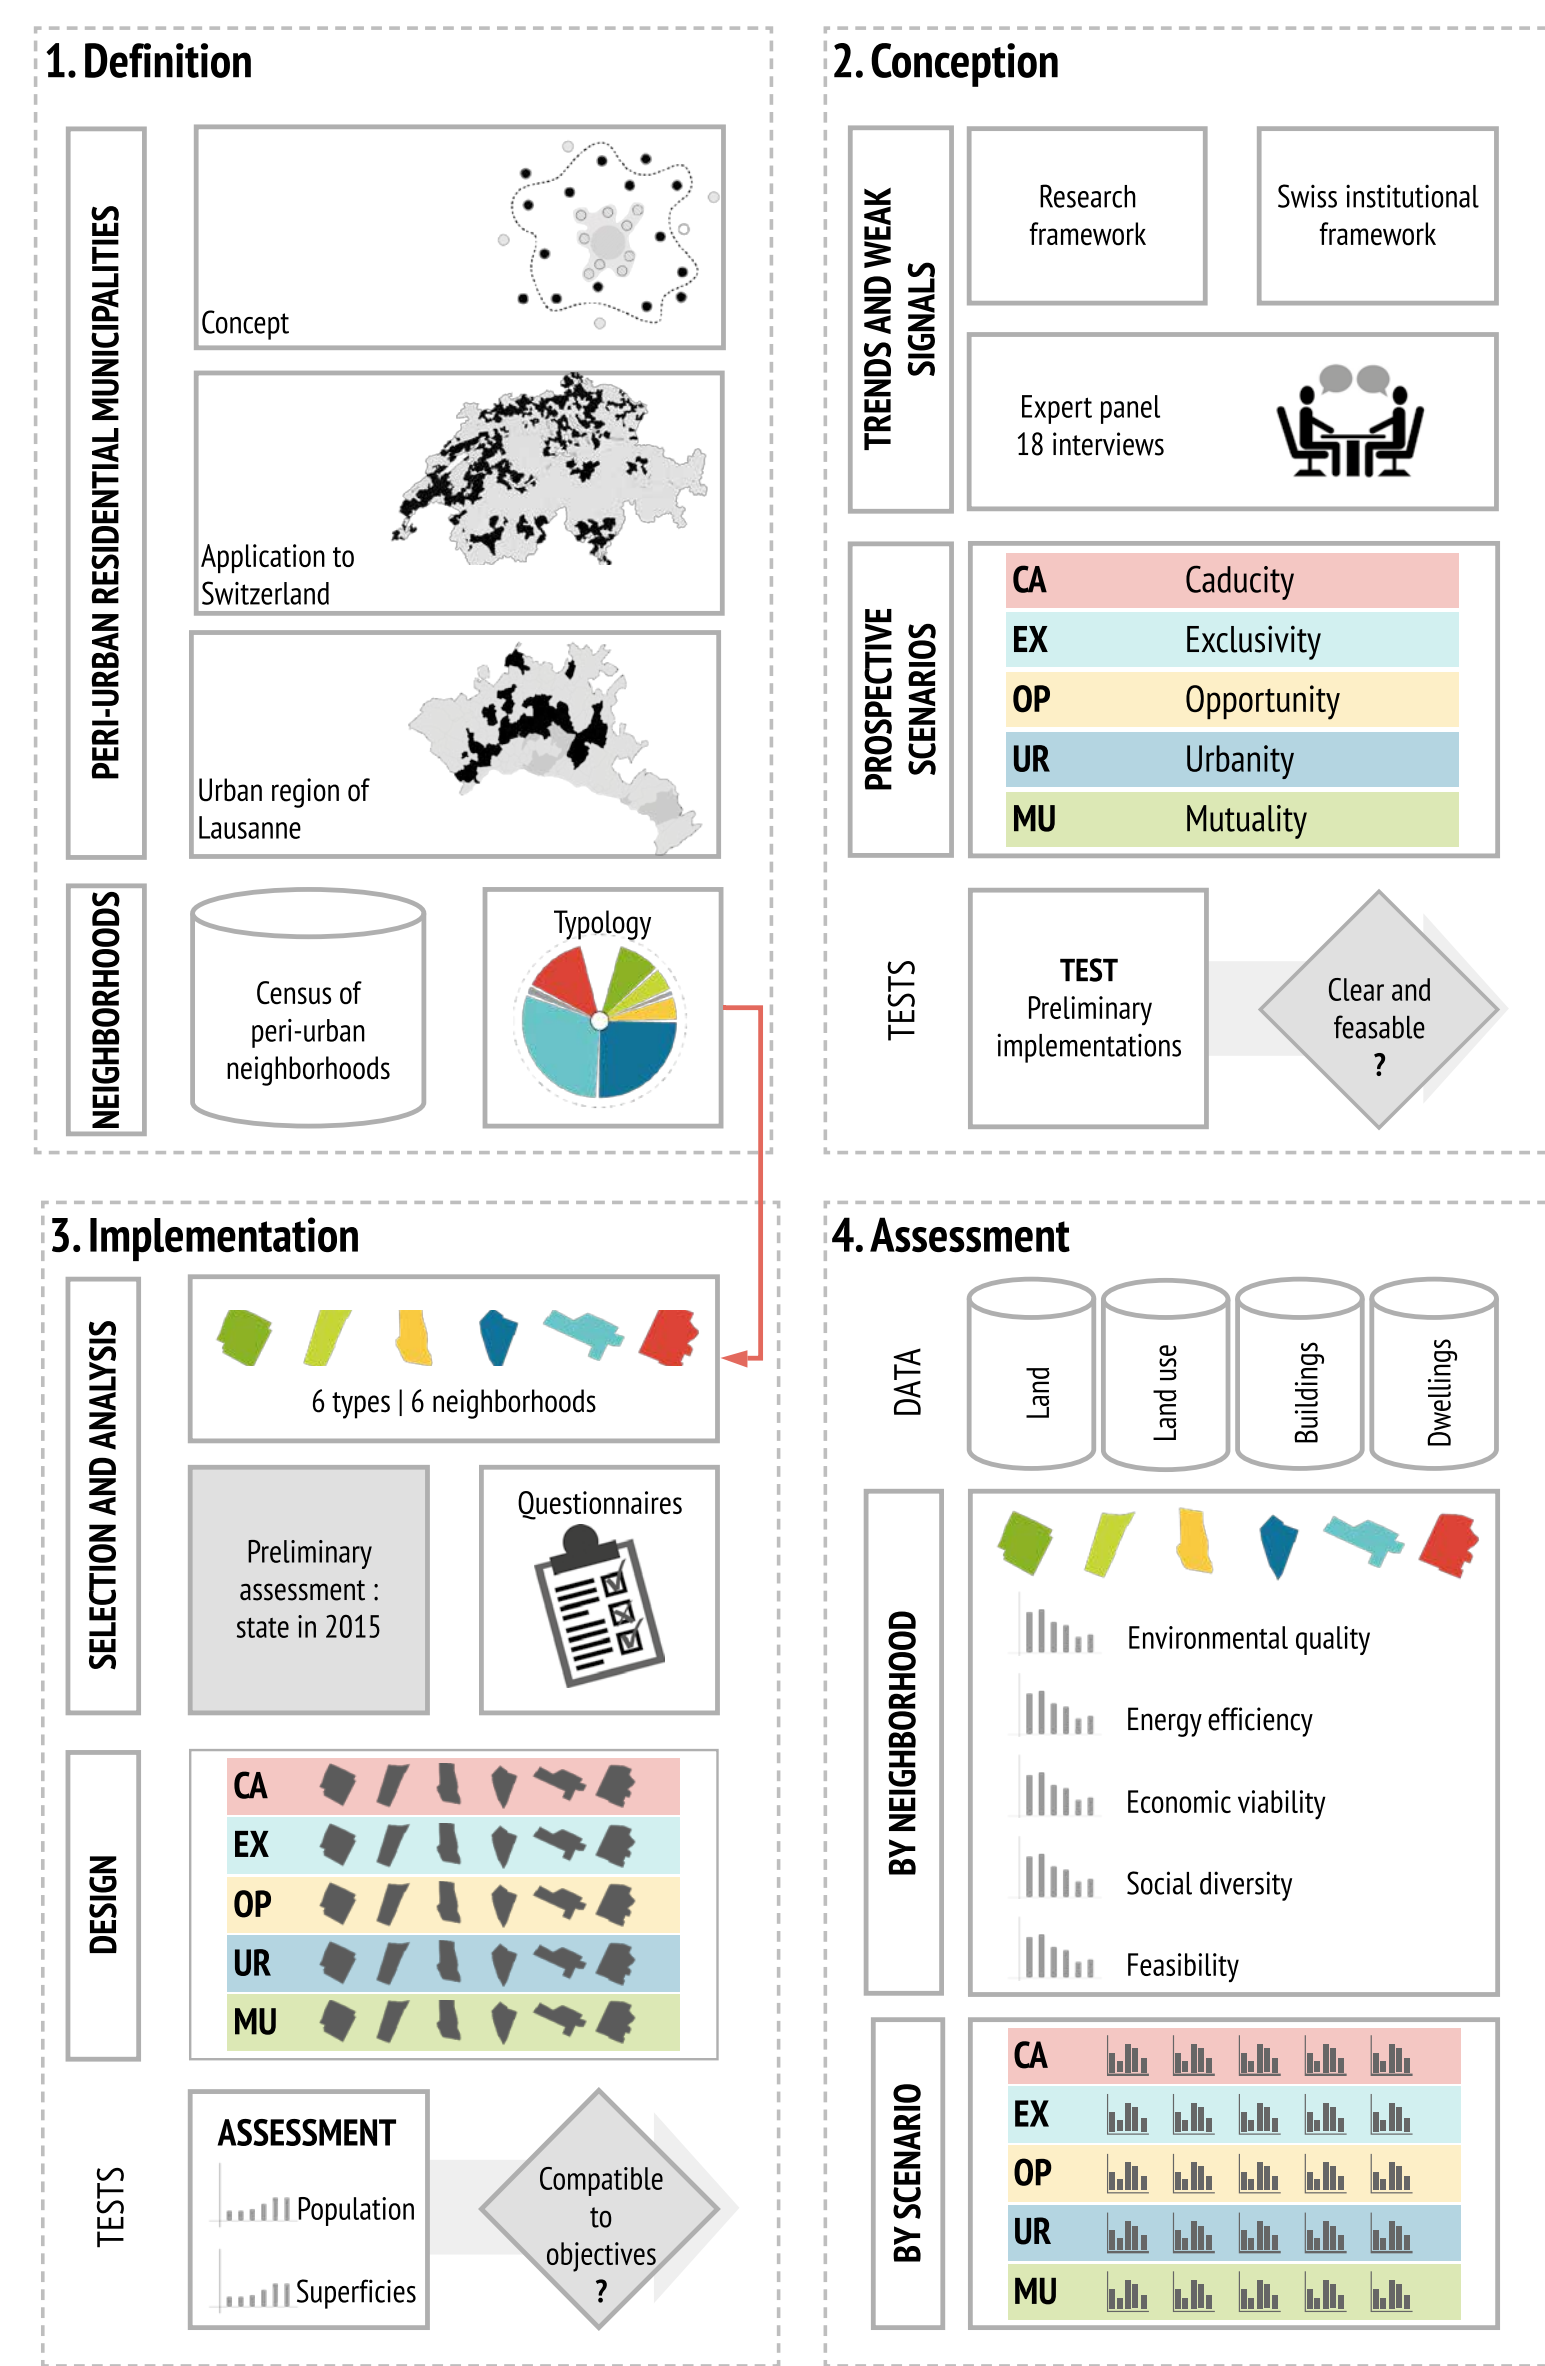 1. Definition
PERI-URBAN RESIDENTIAL MUNICIPALITIES
Concept
Application to
Switzerland
Urban region of
Lausanne
NEIGHBORHOODS
Census of
peri-urban
neighborhoods
Typology
2. Conception
TRENDS AND WEAK
SIGNALS
Research
framework
Swiss institutional
framework
Expert panel
18 interviews
PROSPECTIVE
SCENARIOS
CA Caducity
EX Exclusivity
OP Opportunity
UR Urbanity
MU Mutuality
TESTS
TEST
Preliminary
implementations
Clear and
feasable
?
3. Implementation
SELECTION AND ANALYSIS
6 types | 6 neighborhoods
Preliminary
assessment :
state in 2015
Questionnaires
DESIGN
CA
EX
OP
UR
MU
TESTS
ASSESSMENT
Population
Superficies
Compatible
to
objectives
?
4. Assessment
DATA
Land
Land use
Buildings
Dwellings
BY NEIGHBORHOOD
Environmental quality
Energy efficiency
Economic viability
Social diversity
Feasibility
BY SCENARIO
CA
EX
OP
UR
MU